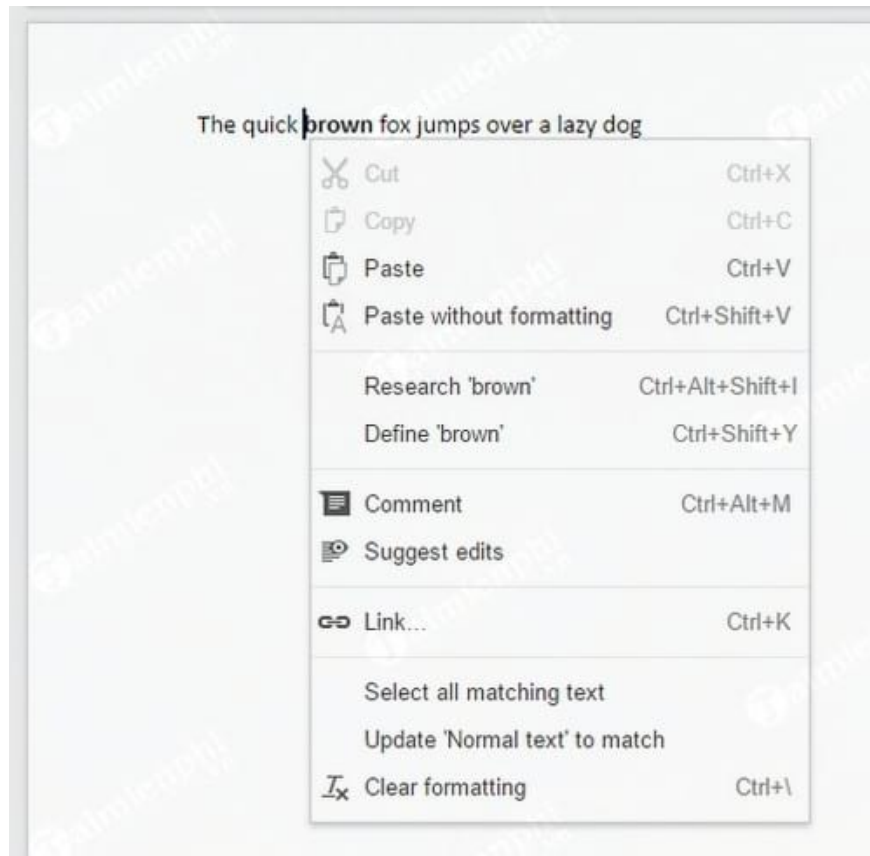 The quick brown fox jumps over a lazy dog
Cut Ctrl+X
Copy Ctrl+C
Paste Ctrl+V
Paste without formatting Ctrl+Shift+V
Research 'brown' Ctrl+Alt+Shift+I
Define 'brown' Ctrl+Shift+Y
Comment Ctrl+Alt+M
Suggest edits
Link... Ctrl+K
Select all matching text
Update 'Normal text' to match
Clear formatting Ctrl+\